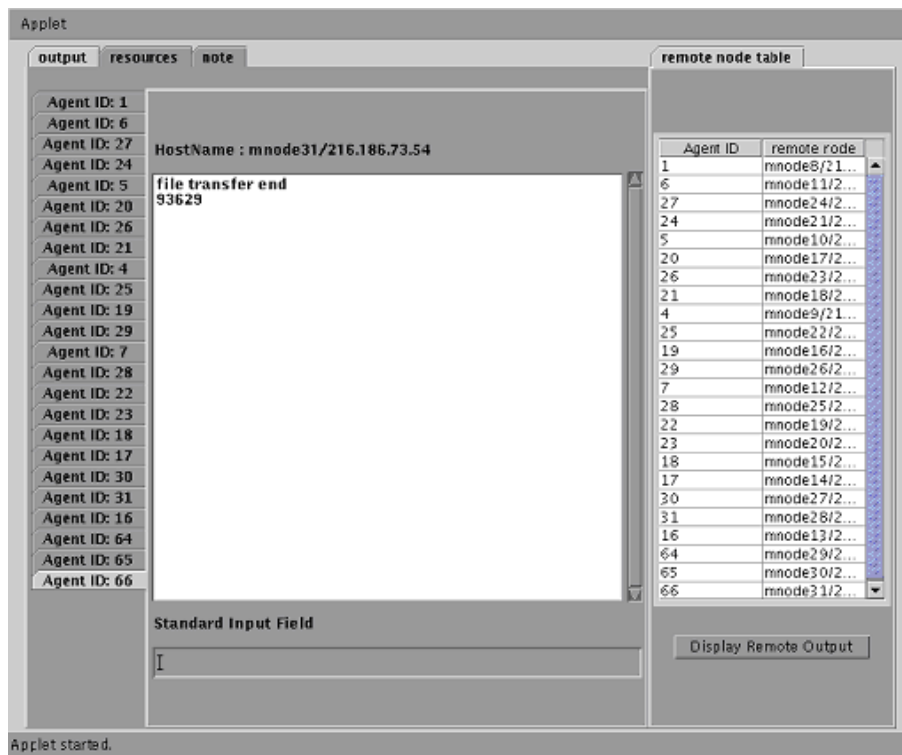 Applet
output resources note
remote node table
Agent ID: 1
Agent ID: 6
Agent ID: 27
Agent ID: 24
Agent ID: 5
Agent ID: 20
Agent ID: 26
Agent ID: 21
Agent ID: 4
Agent ID: 25
Agent ID: 19
Agent ID: 29
Agent ID: 7
Agent ID: 28
Agent ID: 22
Agent ID: 23
Agent ID: 18
Agent ID: 17
Agent ID: 30
Agent ID: 31
Agent ID: 16
Agent ID: 64
Agent ID: 65
Agent ID: 66
HostName : mnode31/216.186.73.54
file transfer end
93629
Standard Input Field
Agent ID remote node
1 mnode8/21...
6 mnode11/2...
27 mnode24/2...
24 mnode21/2...
5 mnode10/2...
20 mnode17/2...
26 mnode23/2...
21 mnode18/2...
4 mnode9/21...
25 mnode22/2...
19 mnode16/2...
29 mnode26/2...
7 mnode12/2...
28 mnode25/2...
22 mnode19/2...
23 mnode20/2...
18 mnode15/2...
17 mnode14/2...
30 mnode27/2...
31 mnode28/2...
16 mnode13/2...
64 mnode29/2...
65 mnode30/2...
66 mnode31/2...
Display Remote Output
Applet started.